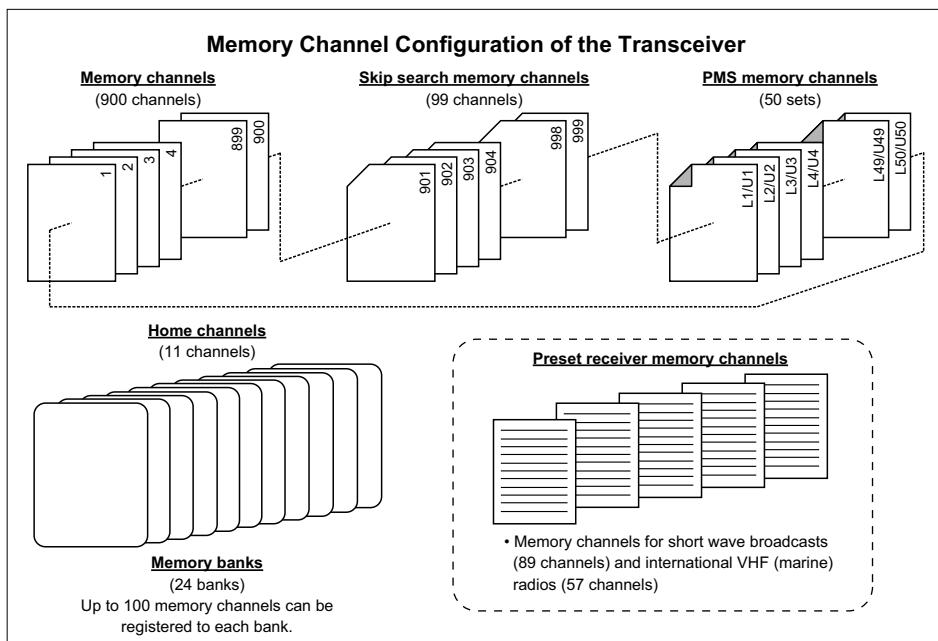 Memory Channel Configuration of the Transceiver
Memory channels
(900 channels)
1
2
3
4
899
900
Skip search memory channels
(99 channels)
901
902
903
904
998
999
PMS memory channels
(50 sets)
L1/U1
L2/U2
L3/U3
L4/U4
L49/U49
L50/U50
Home channels
(11 channels)
Memory banks
(24 banks)
Up to 100 memory channels can be
registered to each bank.
Preset receiver memory channels
• Memory channels for short wave broadcasts
(89 channels) and international VHF (marine)
radios (57 channels)